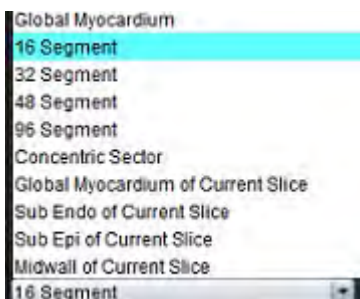 Global Myocardium
16 Segment
32 Segment
48 Segment
96 Segment
Concentric Sector
Global Myocardium of Current Slice
Sub Endo of Current Slice
Sub Epi of Current Slice
Midwall of Current Slice
16 Segment